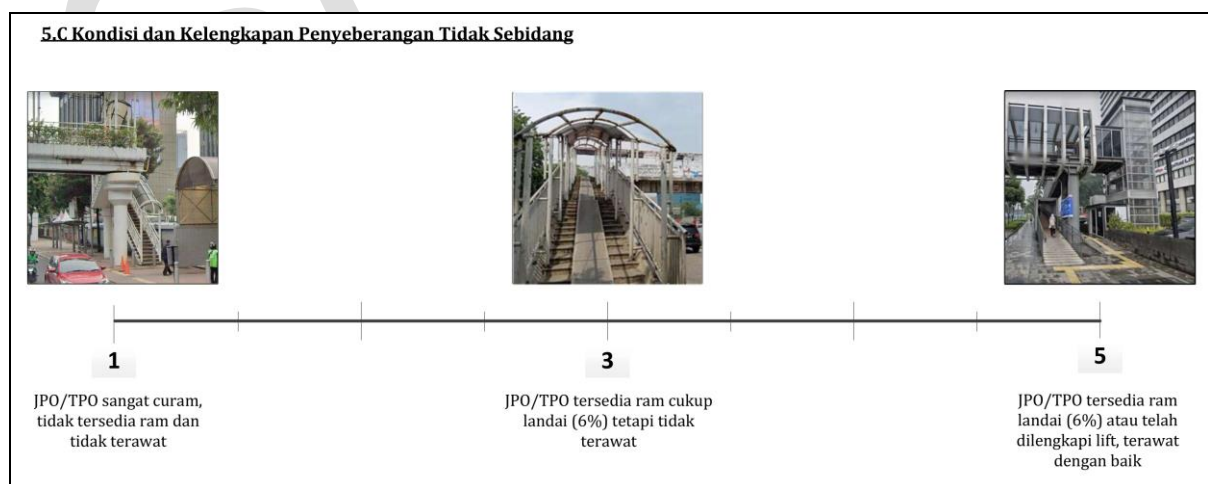 5.C Kondisi dan Kelengkapan Penyeberangan Tidak Sebidang
1
JPO/TPO sangat curam,
tidak tersedia ram dan
tidak terawat
3
JPO/TPO tersedia ram cukup
landai (6%) tetapi tidak
terawat
5
JPO/TPO tersedia ram
landai (6%) atau telah
dilengkapi lift, terawat
dengan baik